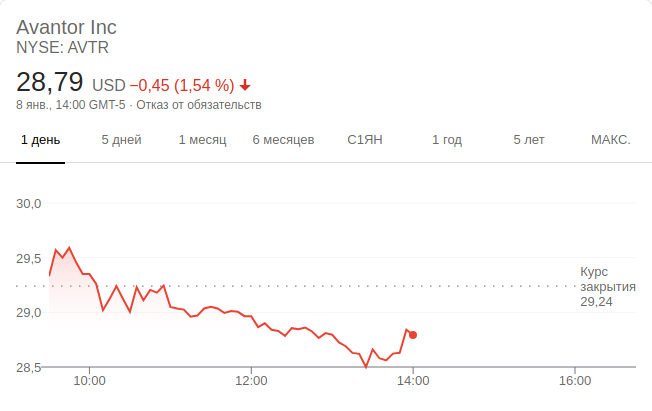 Avantor Inc
NYSE: AVTR
28,79 USD −0,45 (1,54 %)
8 янв., 14:00 GMT-5 · Отказ от обязательств
1 день 5 дней 1 месяц 6 месяцев С1ЯН 1 год 5 лет МАКС.
30,0
29,5
Курс
закрытия
29,24
29,0
28,5
10:00 12:00 14:00 16:00